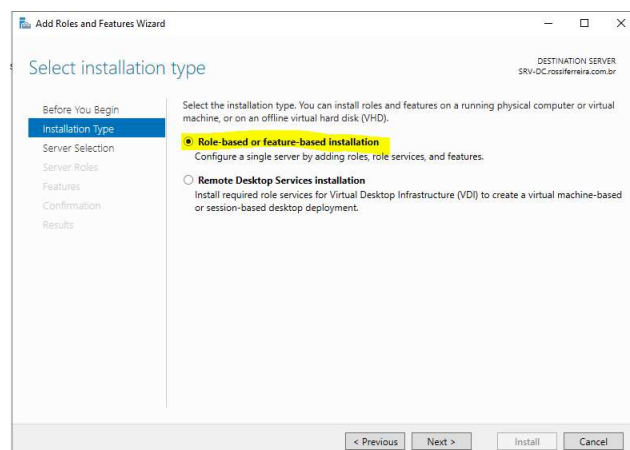 Add Roles and Features Wizard
Select installation type
DESTINATION SERVER
SRV-DC.rossiferreira.com.br
Before You Begin
Installation Type
Server Selection
Server Roles
Features
Confirmation
Results
Select the installation type. You can install roles and features on a running physical computer or virtual
machine, or on an offline virtual hard disk (VHD).
Role-based or feature-based installation
Configure a single server by adding roles, role services, and features.
Remote Desktop Services installation
Install required role services for Virtual Desktop Infrastructure (VDI) to create a virtual machine-based
or session-based desktop deployment.
< Previous
Next >
Install
Cancel